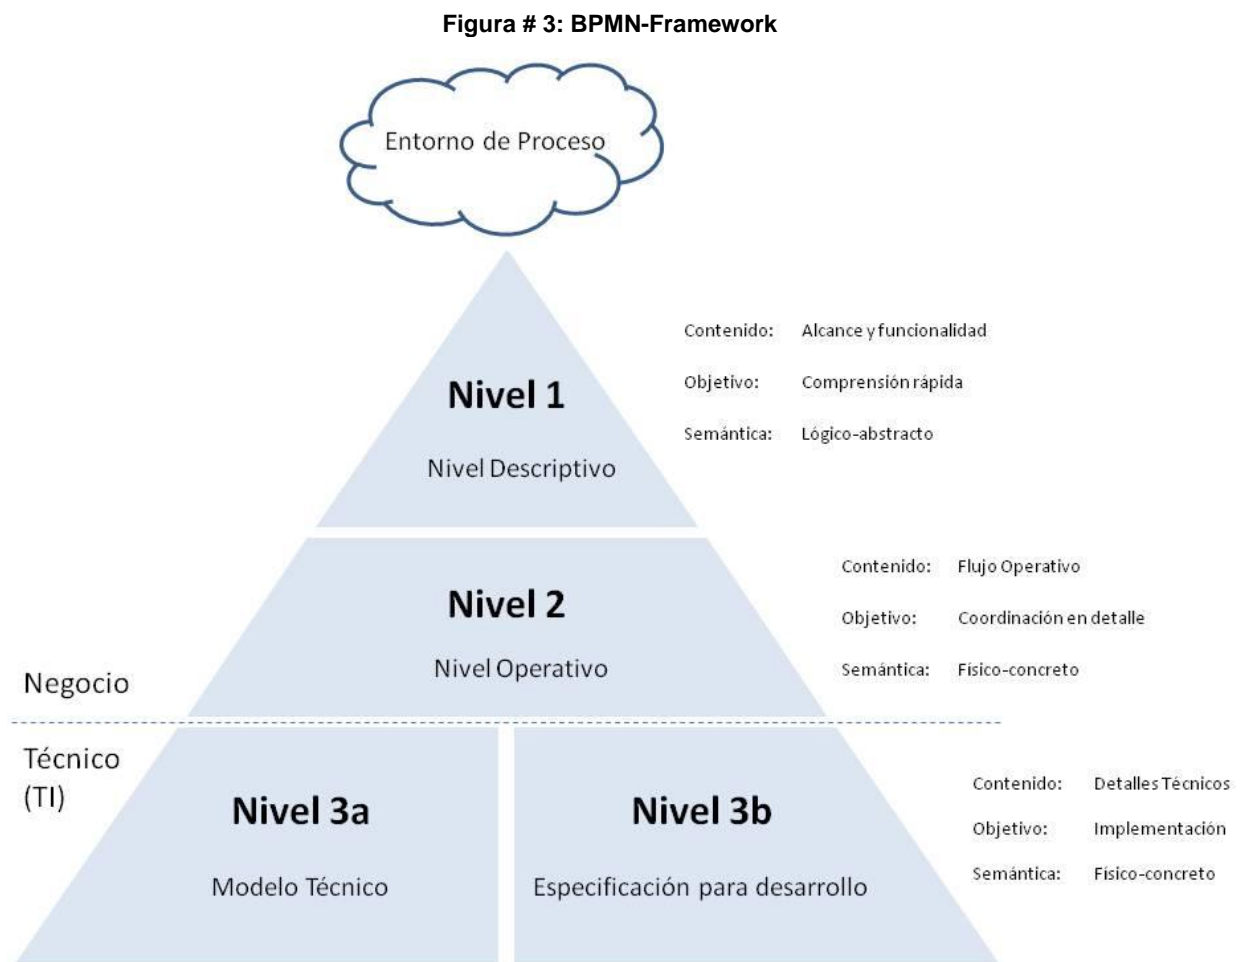 Figura # 3: BPMN-Framework
Entorno de Proceso
Contenido: Alcance y funcionalidad
Objetivo: Comprensión rápida
Semántica: Lógico-abstracto
Nivel 1
Nivel Descriptivo
Contenido: Flujo Operativo
Objetivo: Coordinación en detalle
Semántica: Físico-concreto
Nivel 2
Nivel Operativo
Negocio
Técnico
(TI)
Nivel 3a
Modelo Técnico
Nivel 3b
Especificación para desarrollo
Contenido: Detalles Técnicos
Objetivo: Implementación
Semántica: Físico-concreto